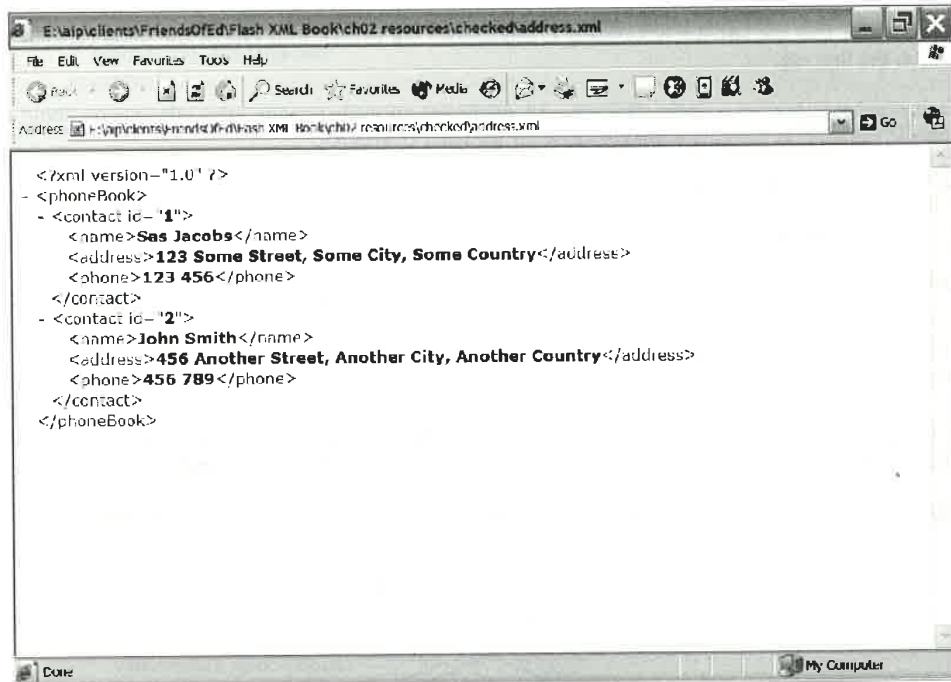 E:\aip\clients\FriendsOfEd\Flash XML Book\ch02 resources\checked\address.xml
File Edit View Favorites Tools Help
Back Search Favorites Media
Address E:\aip\clients\FriendsOfEd\Flash XML Book\ch02 resources\checked\address.xml Go
<?xml version="1.0" ?>
- <phoneBook>
- <contact id="1">
<name>Sas Jacobs</name>
<address>123 Some Street, Some City, Some Country</address>
<phone>123 456</phone>
</contact>
- <contact id="2">
<name>John Smith</name>
<address>456 Another Street, Another City, Another Country</address>
<phone>456 789</phone>
</contact>
</phoneBook>
Done My Computer